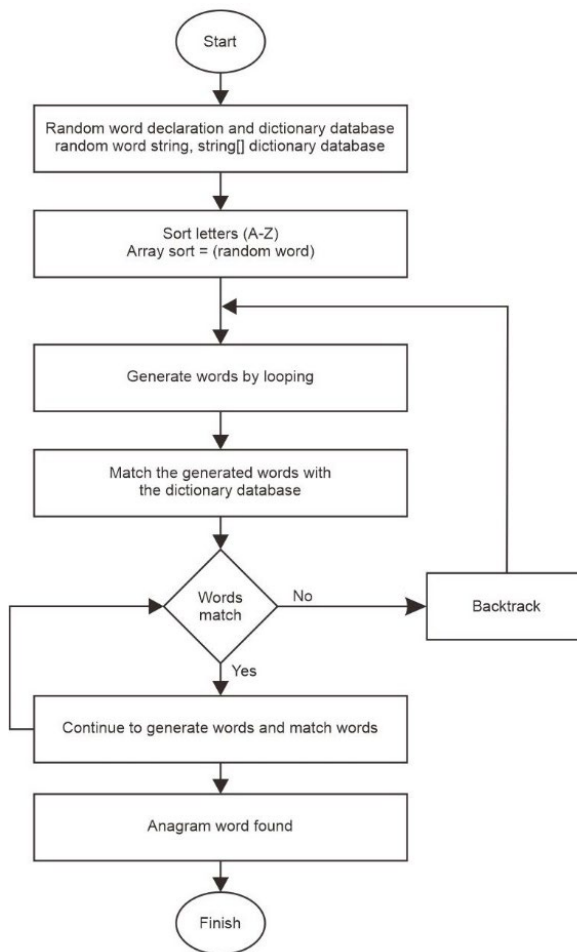 Start
Random word declaration and dictionary database
random word string, string[] dictionary database
Sort letters (A-Z)
Array sort = (random word)
Generate words by looping
Match the generated words with
the dictionary database
Words
match
No
Backtrack
Yes
Continue to generate words and match words
Anagram word found
Finish